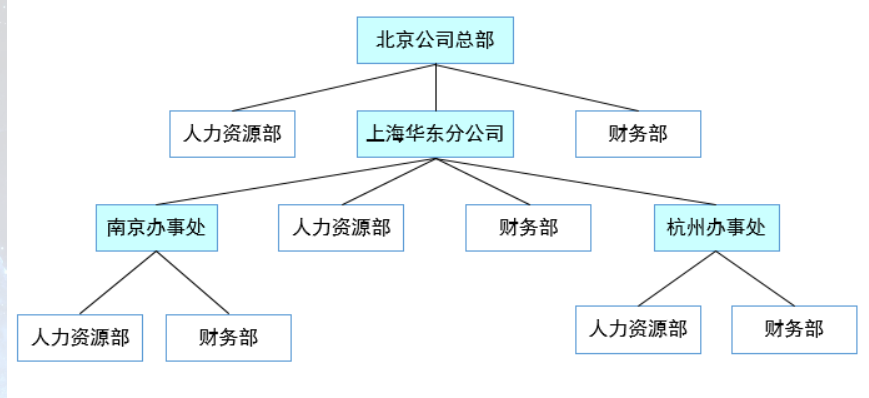 北京公司总部
人力资源部
上海华东分公司
财务部
南京办事处
人力资源部
财务部
杭州办事处
人力资源部
财务部
人力资源部
财务部